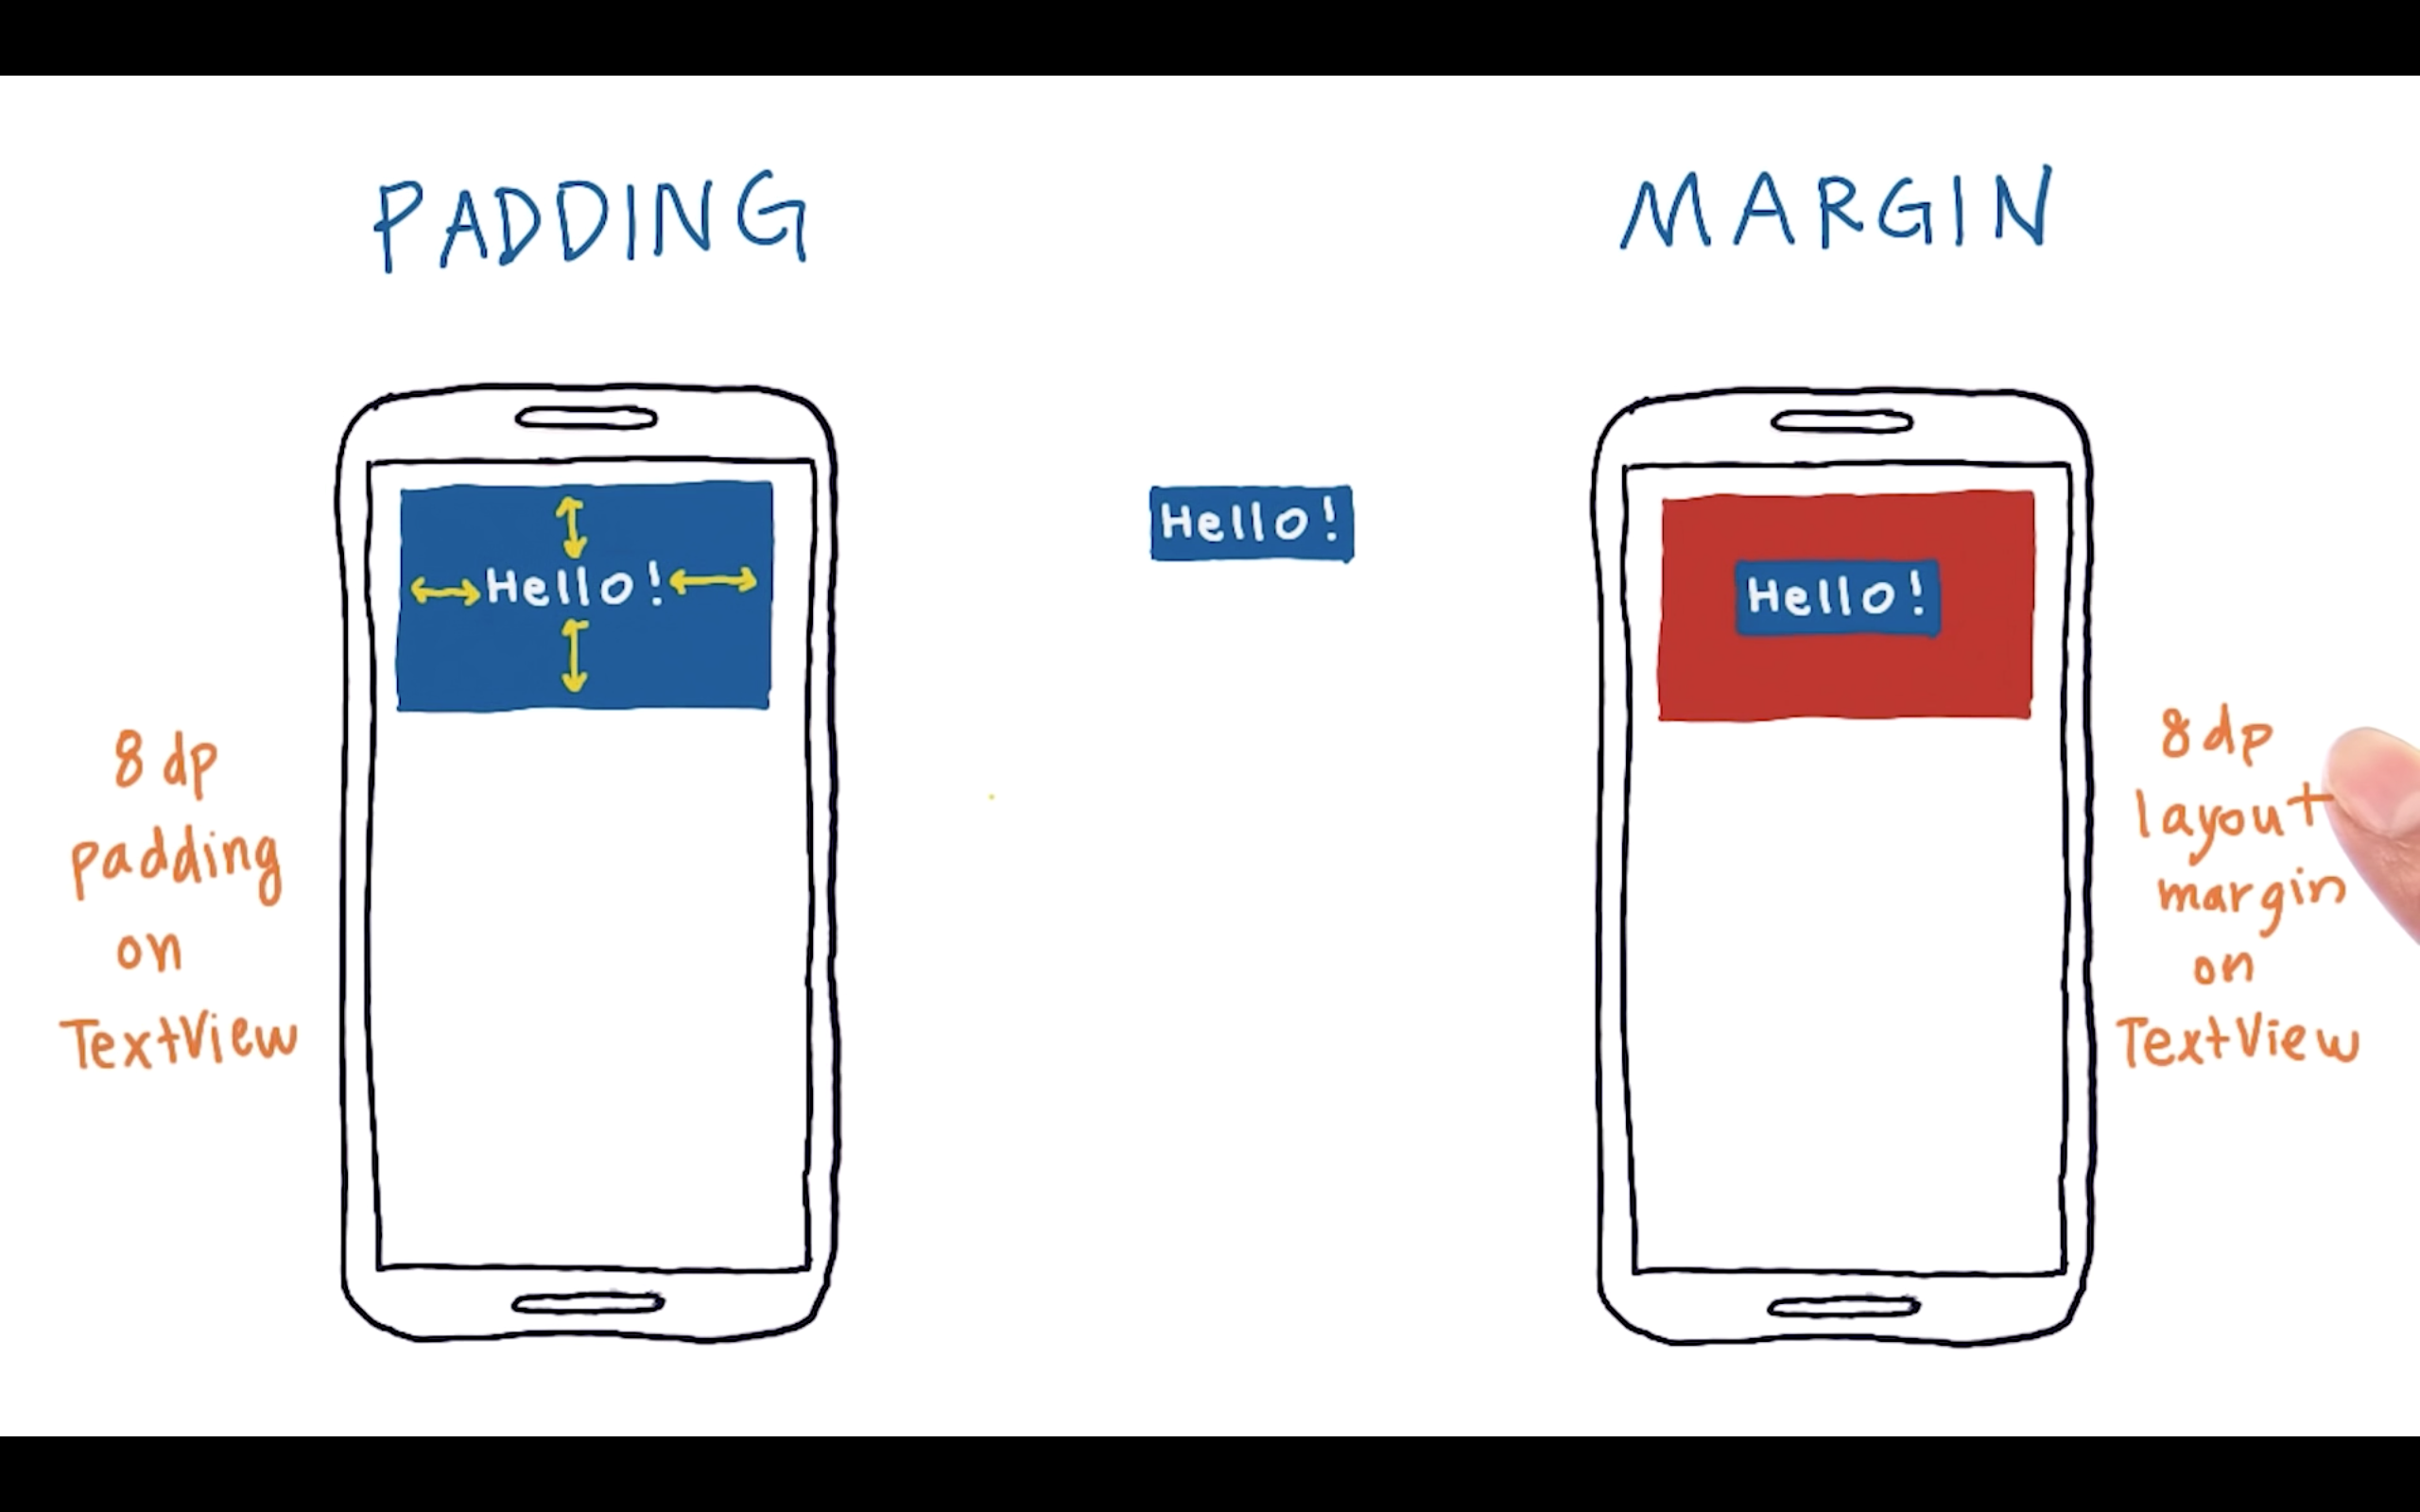 PADDING
MARGIN
Hello!
Hello!
Hello!
8 dp
padding
on
TextView
8 dp
layout
margin
on
TextView